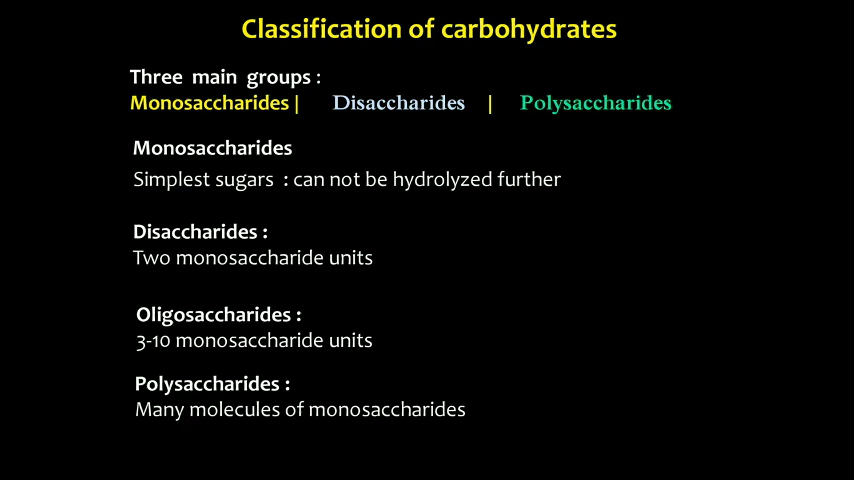 Classification of carbohydrates
Three main groups :
Monosaccharides | Disaccharides | Polysaccharides
Monosaccharides
Simplest sugars : can not be hydrolyzed further
Disaccharides :
Two monosaccharide units
Oligosaccharides :
3-10 monosaccharide units
Polysaccharides :
Many molecules of monosaccharides